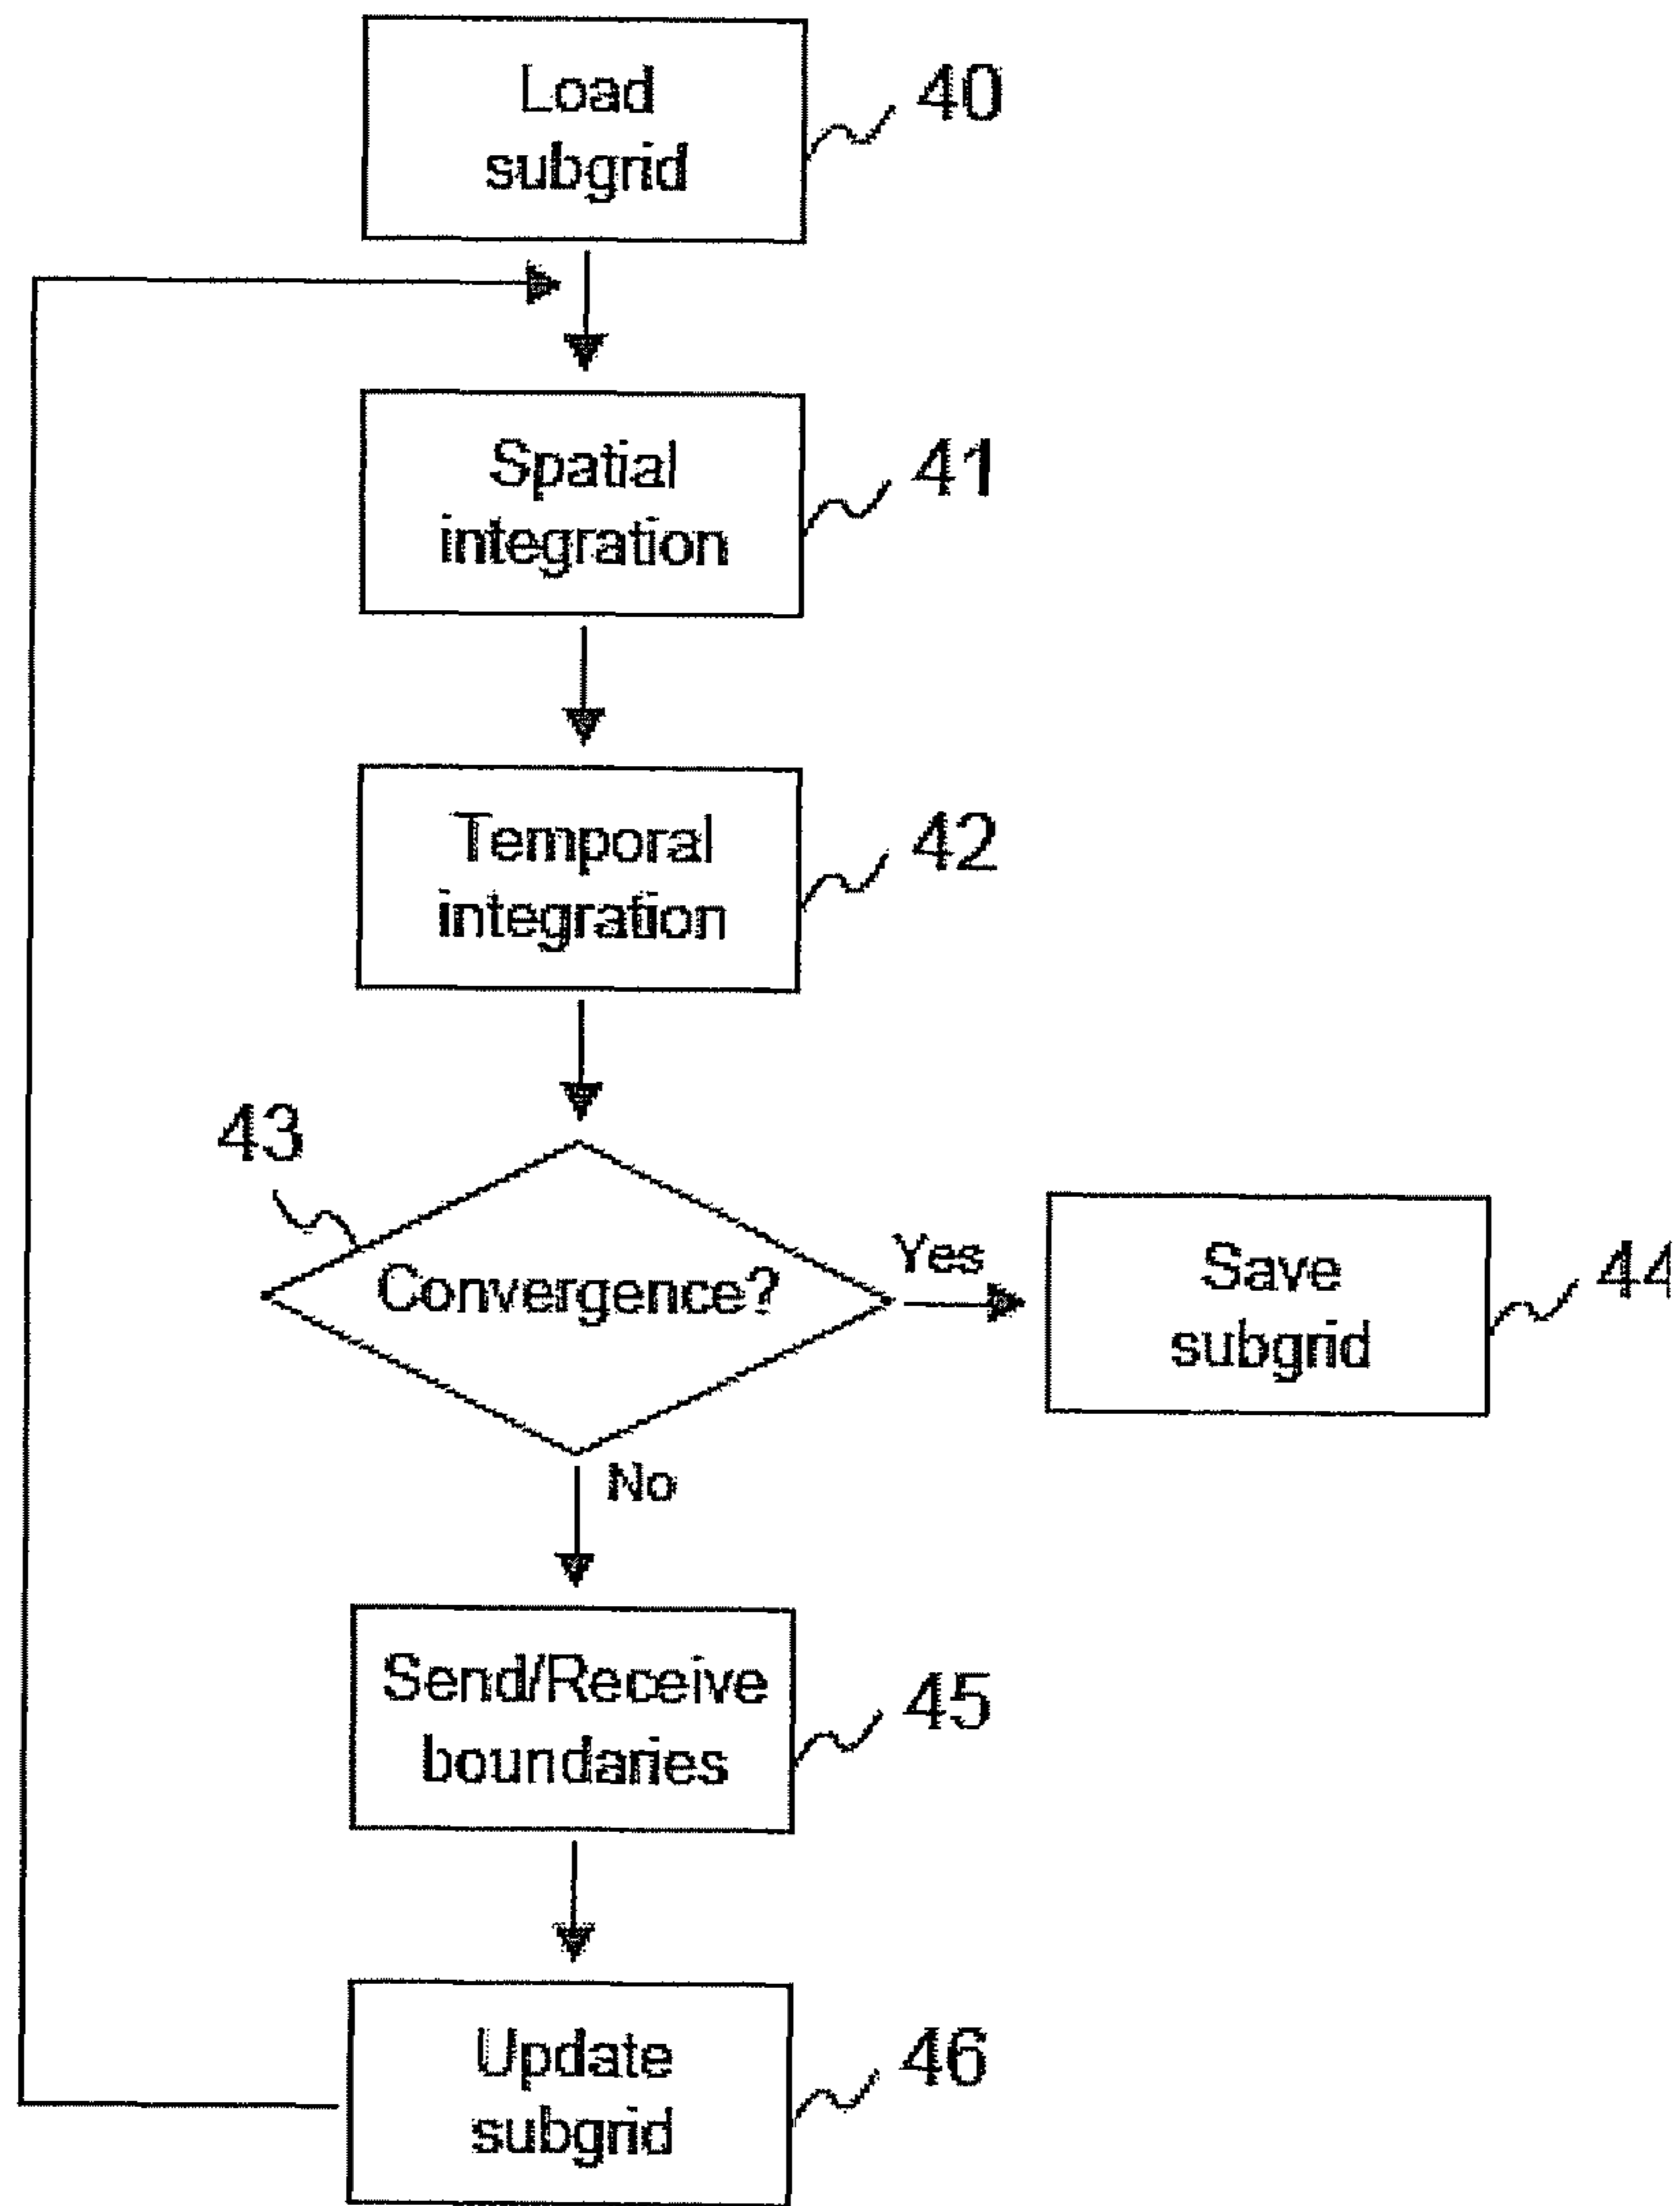 Load
subgrid
40
Spatial
integration
41
Temporal
integration
42
43
Convergence?
Yes
Save
subgrid
44
No
Send/Receive
boundaries
45
Update
subgrid
46